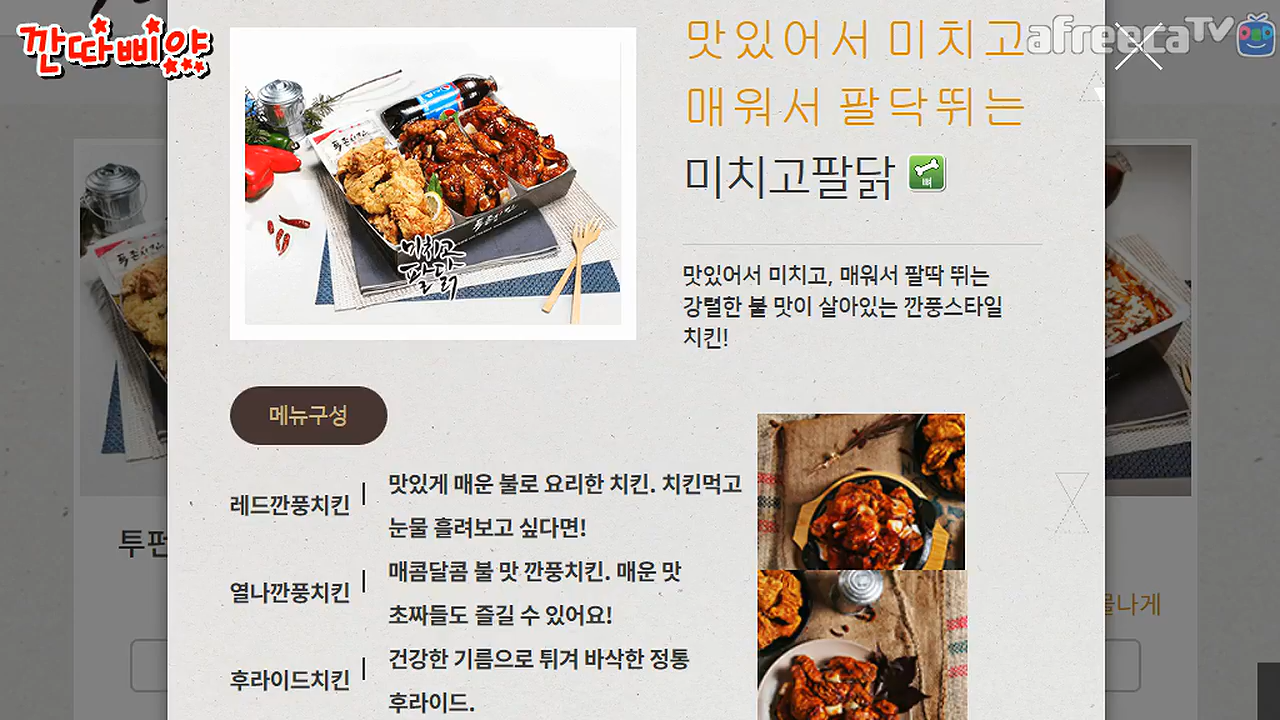 깐따삐야
afreecaTV
맛있어서 미치고
매워서 팔닥뛰는
미치고팔닭
뼈
미치고
팔닭
맛있어서 미치고, 매워서 팔딱 뛰는
강렬한 불 맛이 살아있는 깐풍스타일
치킨!
메뉴구성
레드깐풍치킨
맛있게 매운 불로 요리한 치킨. 치킨먹고
눈물 흘려보고 싶다면!
열나깐풍치킨
매콤달콤 불 맛 깐풍치킨. 매운 맛
초짜들도 즐길 수 있어요!
후라이드치킨
건강한 기름으로 튀겨 바삭한 정통
후라이드.
투펀
나게